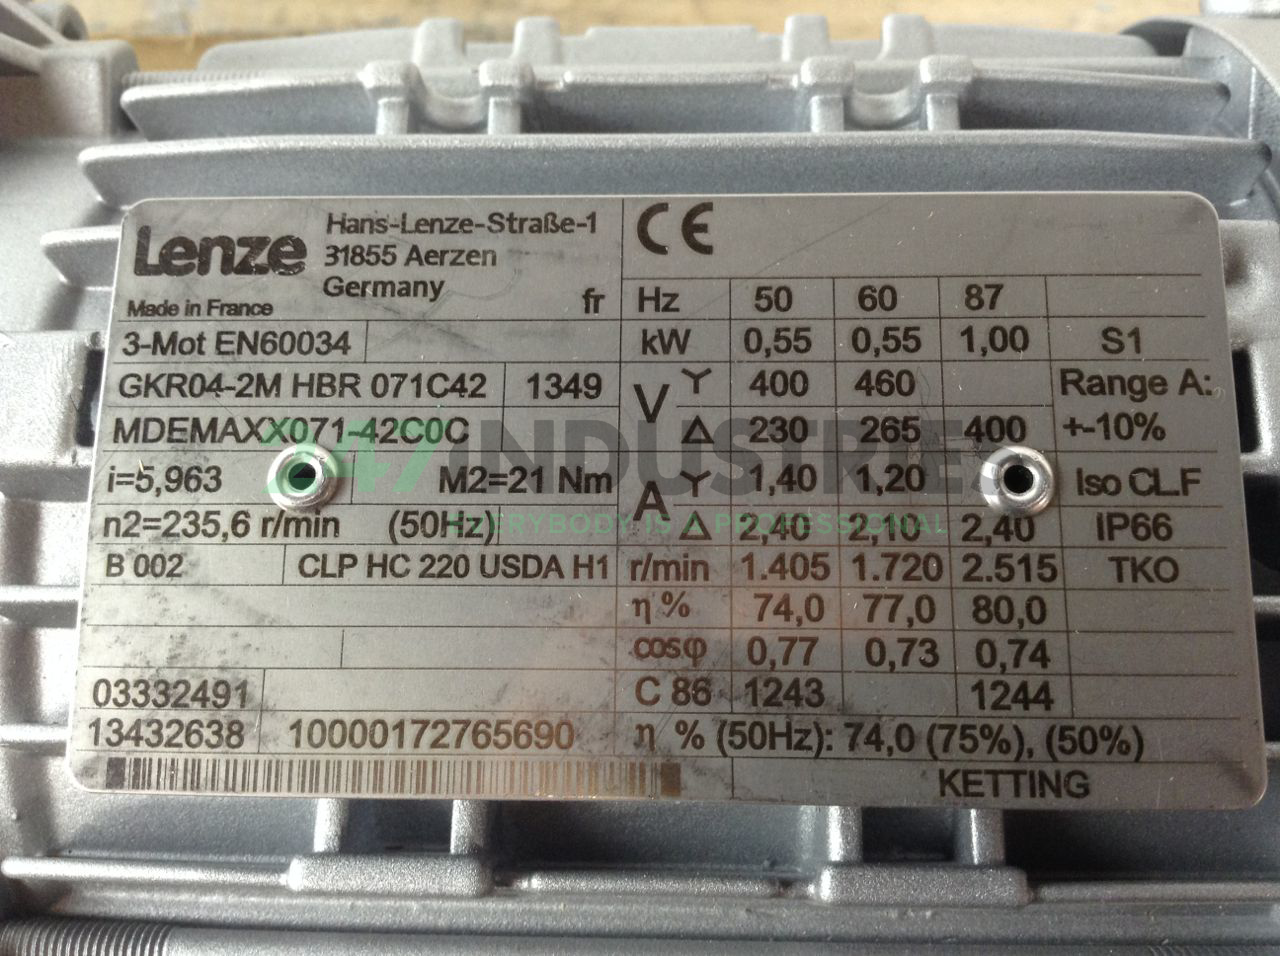 Lenze
Hans-Lenze-Straße-1
31855 Aerzen
Germany
Made in France
fr
CE
Hz 50 60 87
3-Mot EN60034
kW 0,55 0,55 1,00 S1
GKR04-2M HBR 071C42 1349
V Y 400 460 Range A:
MDEMAXX071-42C0C
Δ 230 265 400 +-10%
i=5,963 M2=21 Nm
A Y 1,40 1,20 Iso CL.F
n2=235,6 r/min (50Hz)
Δ 2,40 2,10 2,40 IP66
B 002 CLP HC 220 USDA H1
r/min 1.405 1.720 2.515 TKO
η % 74,0 77,0 80,0
cosφ 0,77 0,73 0,74
03332491
C 86 1243 1244
13432638 10000172765690
η % (50Hz): 74,0 (75%), (50%)
KETTING
247 INDUSTRIES
EVERYBODY IS A PROFESSIONAL